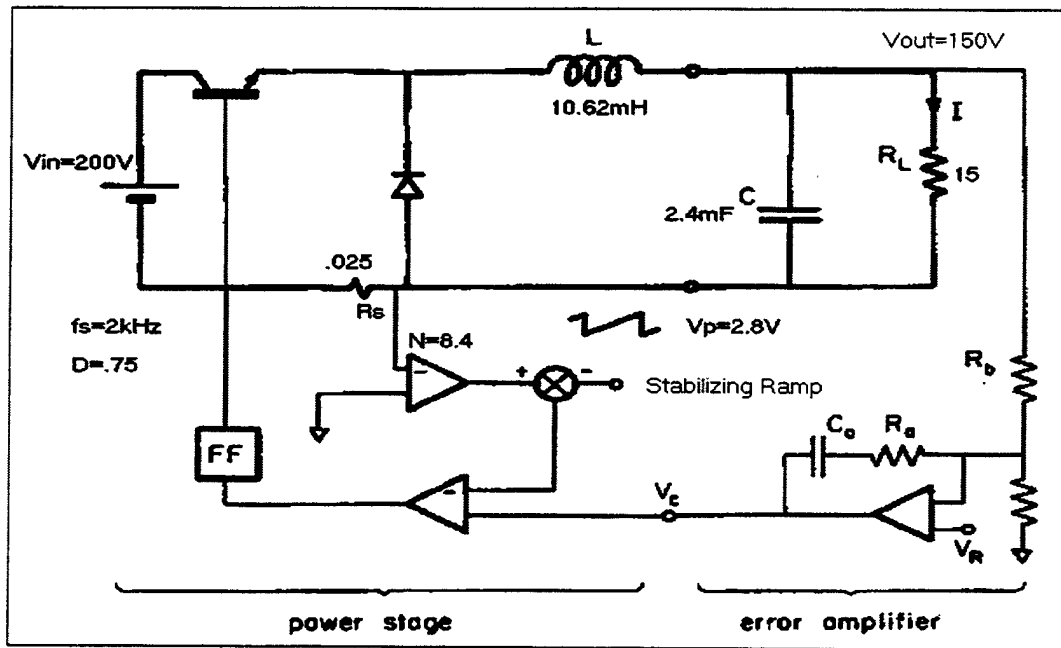 L
Vout=150V
10.62mH
I
Vin=200V
RL
15
C
2.4mF
.025
Rs
fs=2kHz
Vp=2.8V
D=.75
N=8.4
Rb
+
-
Stabilizing Ramp
-
Ca
Ra
FF
-
Vc
VR
power stage
error amplifier